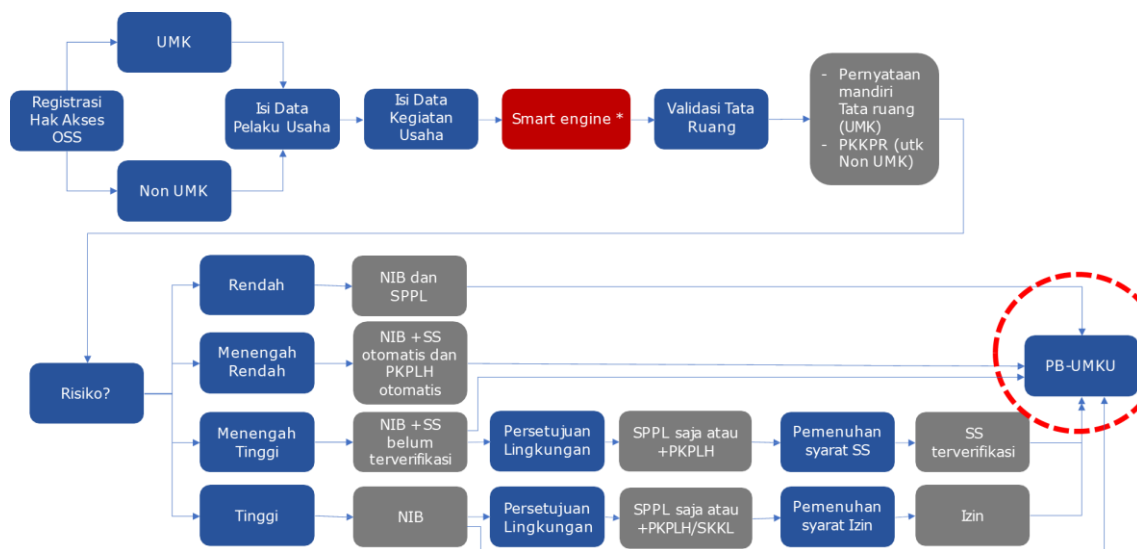 UMK
Registrasi
Hak Akses
OSS
Non UMK
Isi Data
Pelaku Usaha
Isi Data
Kegiatan
Usaha
Smart engine *
Validasi Tata
Ruang
- Pernyataan
mandiri
Tata ruang
(UMK)
- PKKPR (utk
Non UMK)
Risiko?
Rendah
NIB dan
SPPL
Menengah
Rendah
NIB +SS
otomatis dan
PKPLH
otomatis
PB-UMKU
Menengah
Tinggi
NIB +SS
belum
terverifikasi
Persetujuan
Lingkungan
SPPL saja atau
+PKPLH
Pemenuhan
syarat SS
SS
terverifikasi
Tinggi
NIB
Persetujuan
Lingkungan
SPPL saja atau
+PKPLH/SKKL
Pemenuhan
syarat Izin
Izin